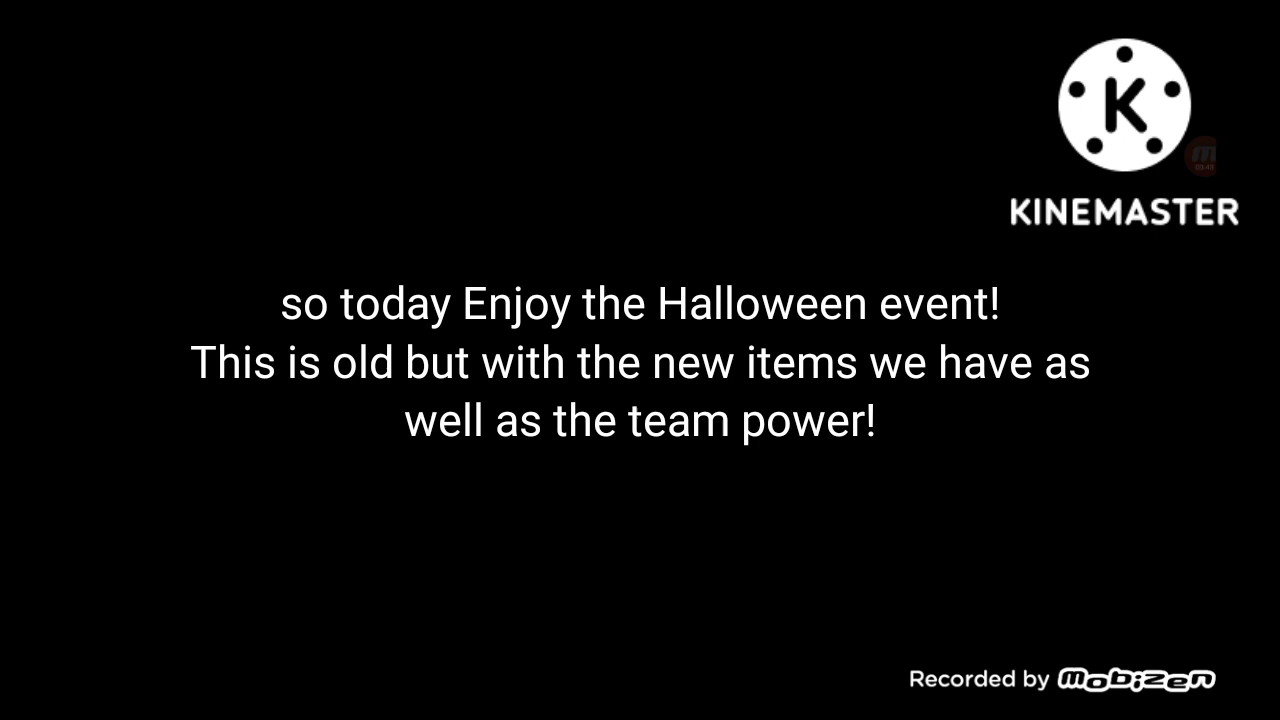 K
KINEMASTER
so today Enjoy the Halloween event!
This is old but with the new items we have as
well as the team power!
Recorded by mobizen